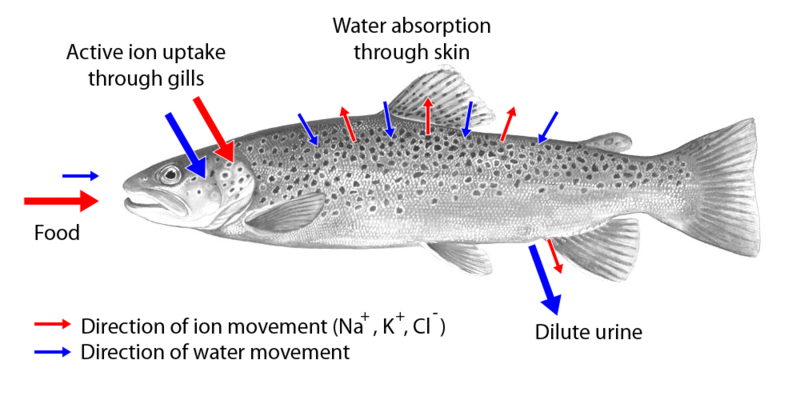 Water absorption
through skin
Active ion uptake
through gills
Food
Direction of ion movement (Na⁺, K⁺, Cl⁻)
Direction of water movement
Dilute urine